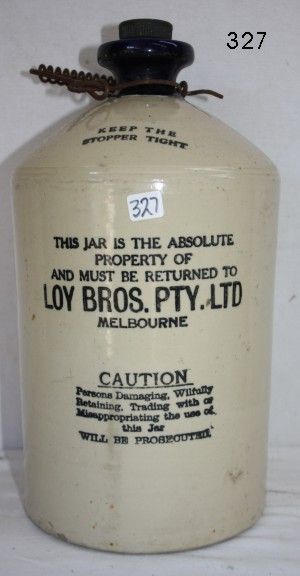 327
KEEP THE
STOPPER TIGHT
327
THIS JAR IS THE ABSOLUTE
PROPERTY OF
AND MUST BE RETURNED TO
LOY BROS. PTY. LTD
MELBOURNE
CAUTION
Persons Damaging, Wilfully
Retaining, Trading with or
Misappropriating the use of
this Jar
WILL BE PROSECUTED.